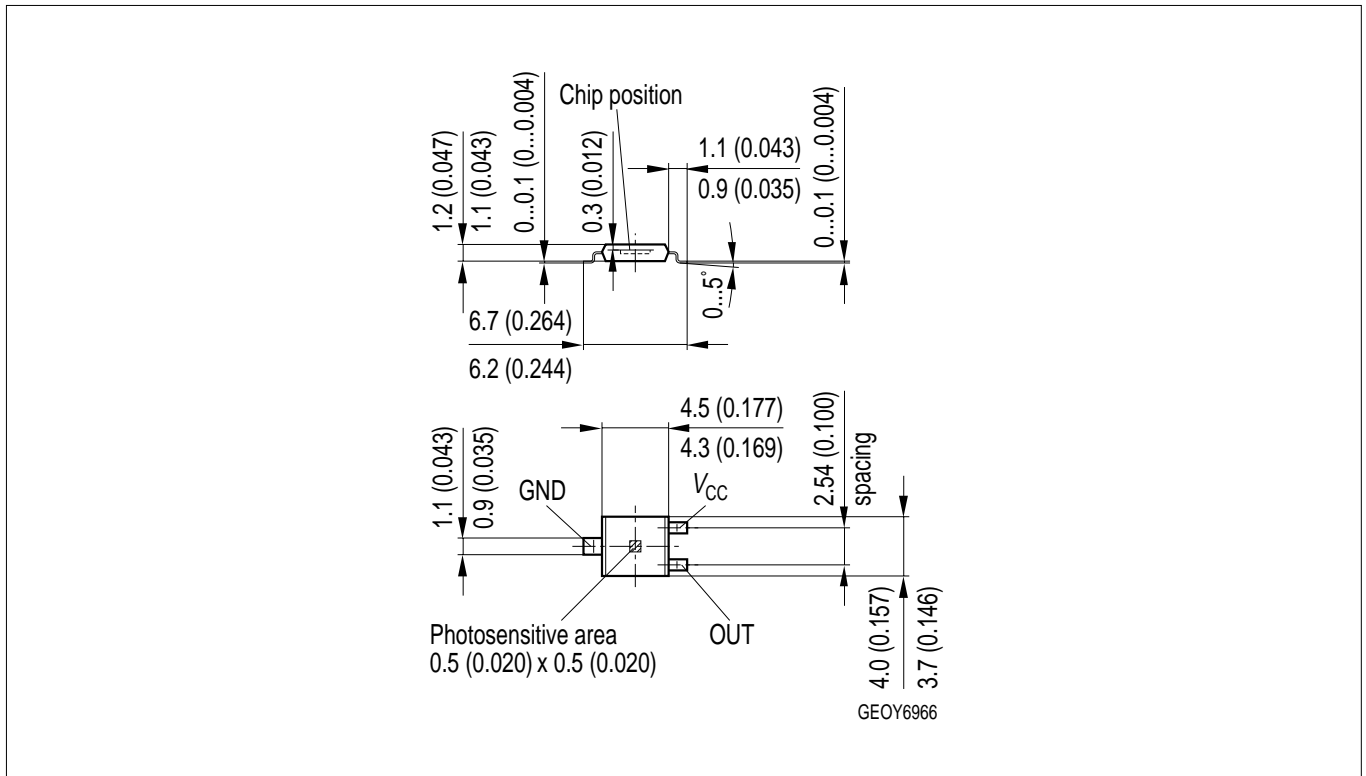 Chip position
1.2 (0.047)
1.1 (0.043)
0...0.1 (0...0.004)
0.3 (0.012)
1.1 (0.043)
0.9 (0.035)
0...0.1 (0...0.004)
0...5˚
6.7 (0.264)
6.2 (0.244)
4.5 (0.177)
4.3 (0.169)
1.1 (0.043)
0.9 (0.035)
GND
VCC
2.54 (0.100)
spacing
Photosensitive area
0.5 (0.020) x 0.5 (0.020)
OUT
4.0 (0.157)
3.7 (0.146)
GEOY6966